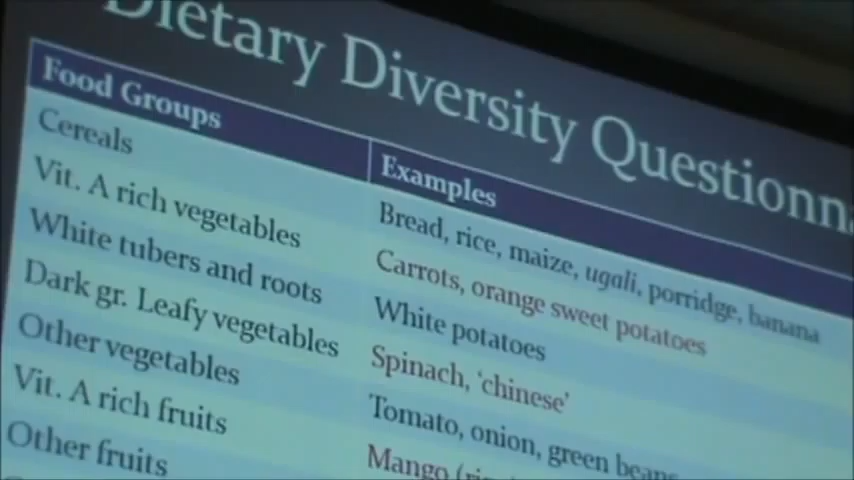 Dietary Diversity
Food Groups Examples
Cereals Bread, rice, maize, ugali, porridge, banana
Vit. A rich vegetables Carrots, orange sweet potatoes
White tubers and roots White potatoes
Dark gr. Leafy vegetables Spinach, 'chinese'
Other vegetables Tomato, onion, green beans
Vit. A rich fruits Mango
Other fruits